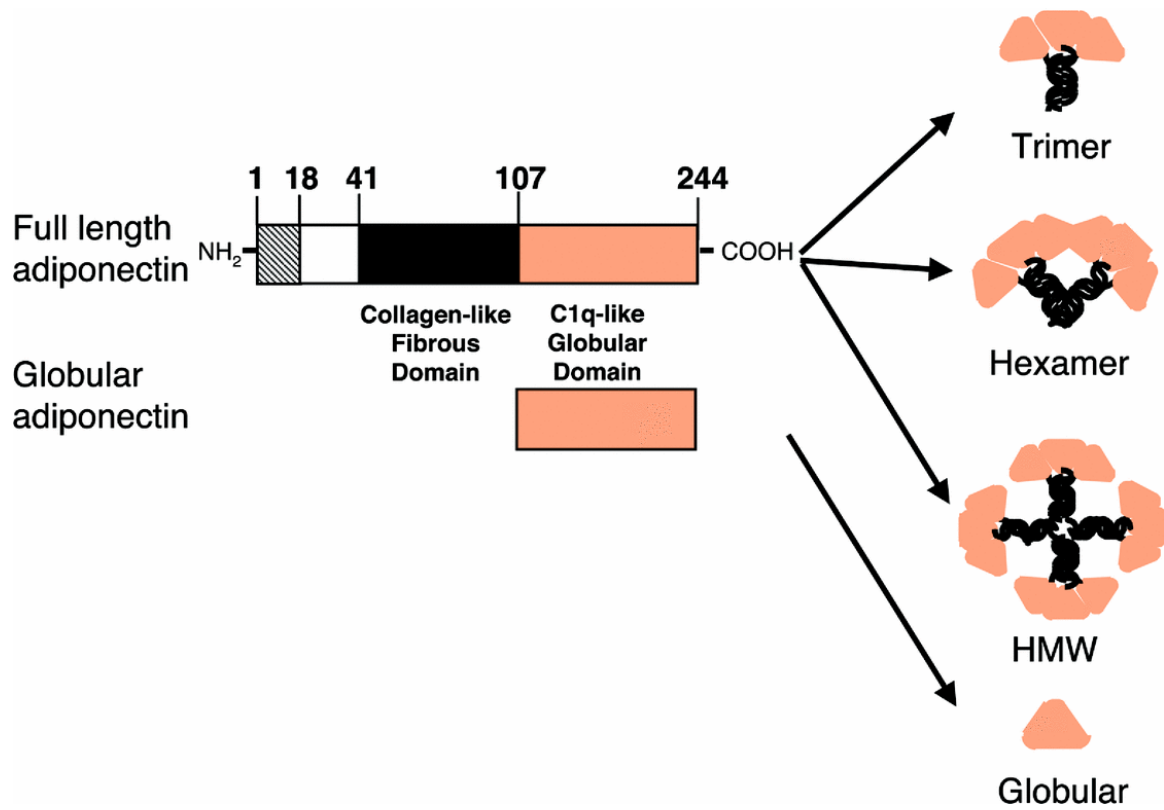 Trimer
1 18 41 107 244
Full length
adiponectin
NH2
COOH
Hexamer
Collagen-like
Fibrous
Domain
C1q-like
Globular
Domain
Globular
adiponectin
HMW
Globular